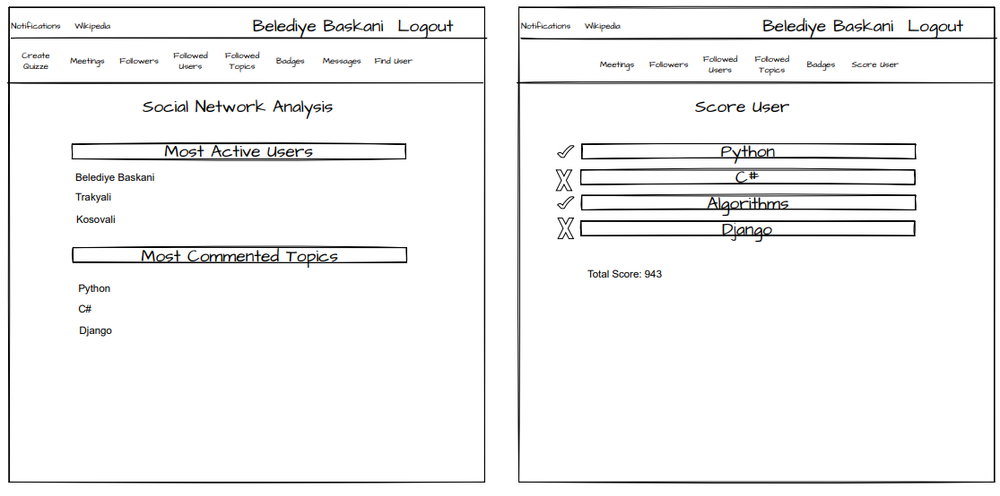 Notifications Wikipedia Belediye Baskani Logout
Create Quizze Meetings Followers Followed Users Followed Topics Badges Messages Find User
Social Network Analysis
Most Active Users
Belediye Baskani
Trakyali
Kosovali
Most Commented Topics
Python
C#
Django
Notifications Wikipedia Belediye Baskani Logout
Meetings Followers Followed Users Followed Topics Badges Score User
Score User
Python
C#
Algorithms
Django
Total Score: 943